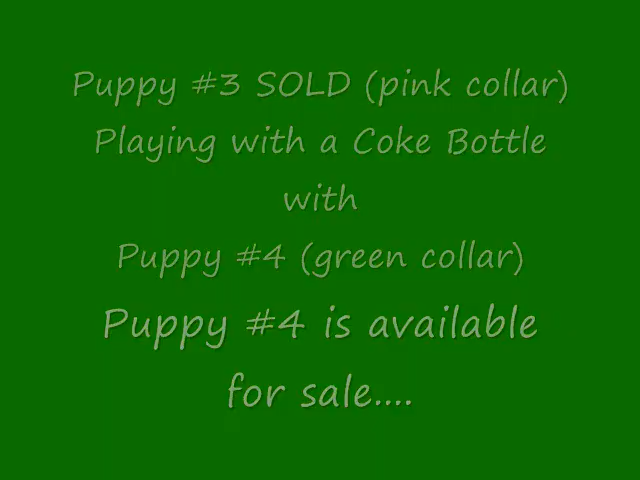 Puppy #3 SOLD (pink collar)
Playing with a Coke Bottle
with
Puppy #4 (green collar)
Puppy #4 is available
for sale....